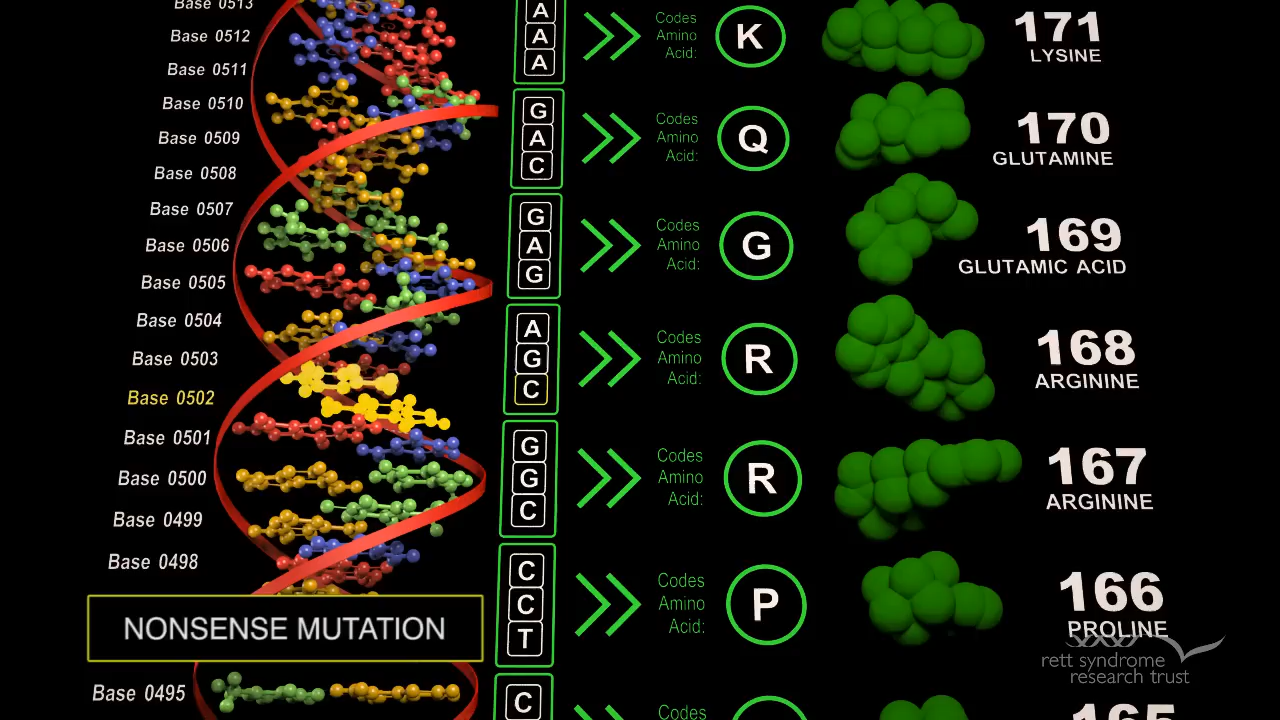 Base 0513
Base 0512
Base 0511
Base 0510
Base 0509
Base 0508
Base 0507
Base 0506
Base 0505
Base 0504
Base 0503
Base 0502
Base 0501
Base 0500
Base 0499
Base 0498
NONSENSE MUTATION
Base 0495
A
A
A
Codes
Amino
Acid:
K
171
LYSINE
G
A
C
Codes
Amino
Acid:
Q
170
GLUTAMINE
G
A
G
Codes
Amino
Acid:
G
169
GLUTAMIC ACID
A
G
C
Codes
Amino
Acid:
R
168
ARGININE
G
G
C
Codes
Amino
Acid:
R
167
ARGININE
C
C
T
Codes
Amino
Acid:
P
166
PROLINE
C
Codes
165
rett syndrome
research trust